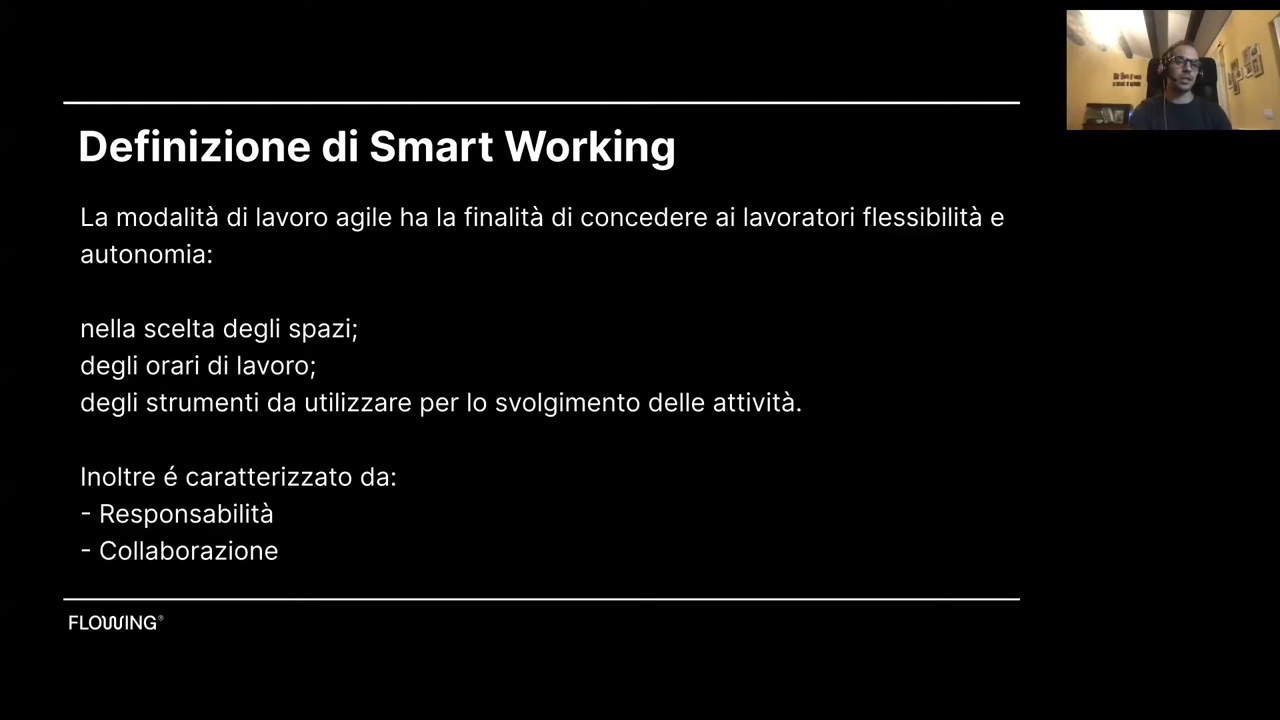 Definizione di Smart Working
La modalità di lavoro agile ha la finalità di concedere ai lavoratori flessibilità e
autonomia:
nella scelta degli spazi;
degli orari di lavoro;
degli strumenti da utilizzare per lo svolgimento delle attività.
Inoltre é caratterizzato da:
- Responsabilità
- Collaborazione
FLOWING®